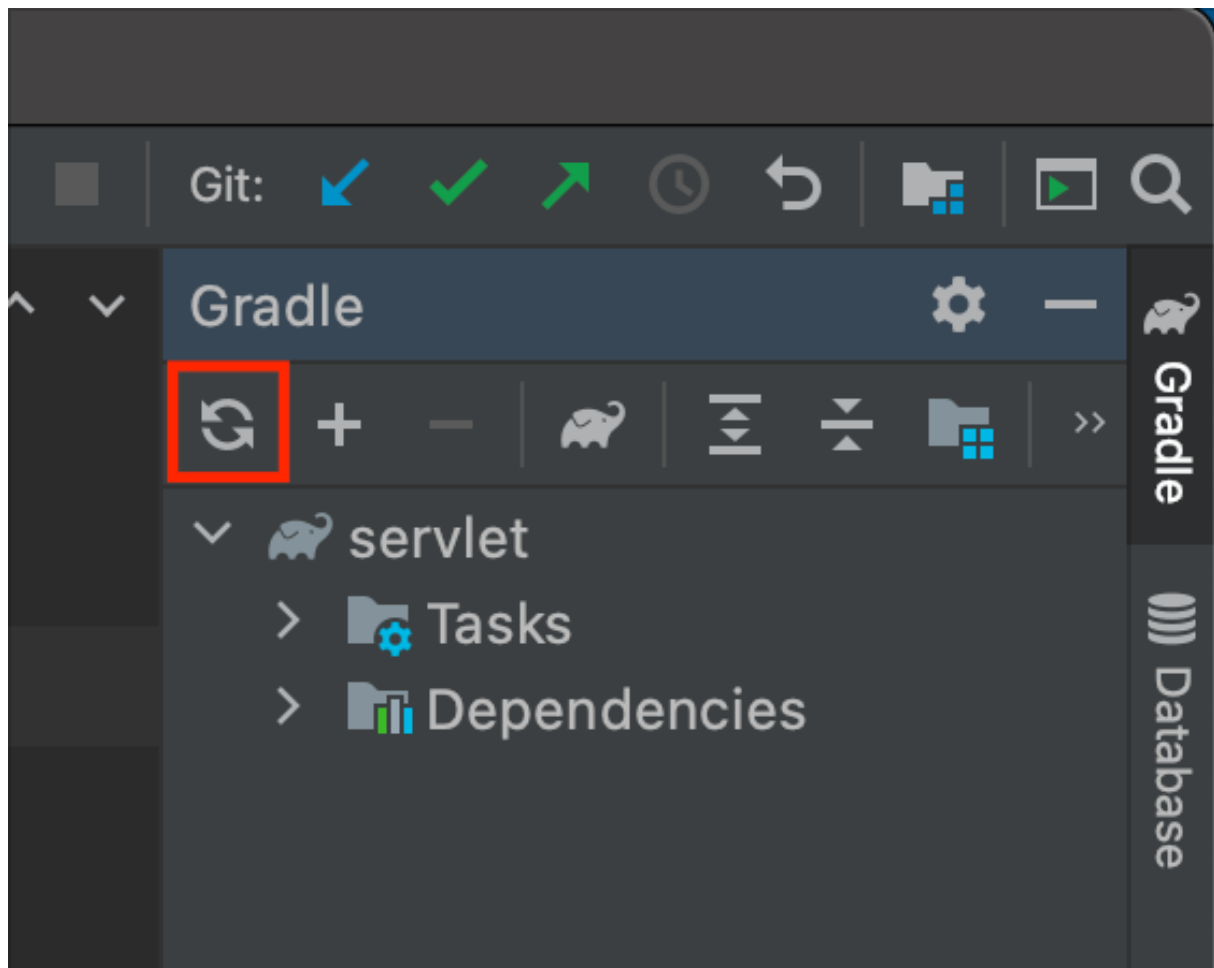 Git:
Gradle
servlet
Tasks
Dependencies
Gradle
Database